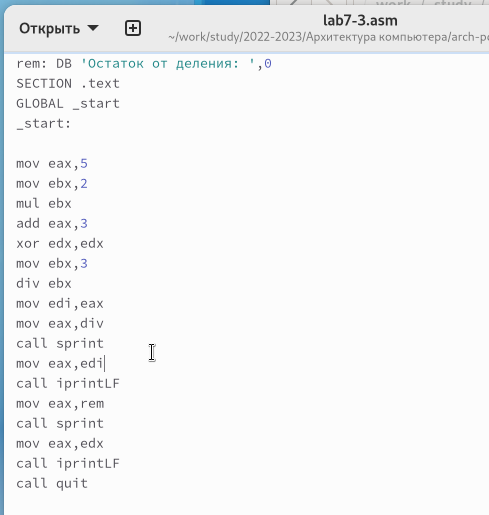 Открыть
lab7-3.asm
~/work/study/2022-2023/Архитектура компьютера/arch-
rem: DB 'Остаток от деления: ',0
SECTION .text
GLOBAL _start
_start:
mov eax,5
mov ebx,2
mul ebx
add eax,3
xor edx,edx
mov ebx,3
div ebx
mov edi,eax
mov eax,div
call sprint
mov eax,edi
call iprintLF
mov eax,rem
call sprint
mov eax,edx
call iprintLF
call quit